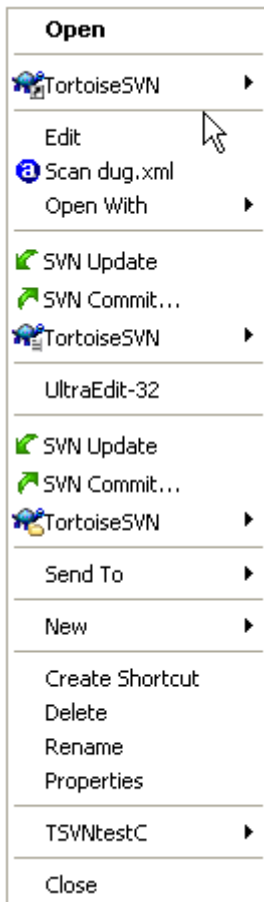 Open
TortoiseSVN
Edit
Scan dug.xml
Open With
SVN Update
SVN Commit...
TortoiseSVN
UltraEdit-32
SVN Update
SVN Commit...
TortoiseSVN
Send To
New
Create Shortcut
Delete
Rename
Properties
TSVNtestC
Close